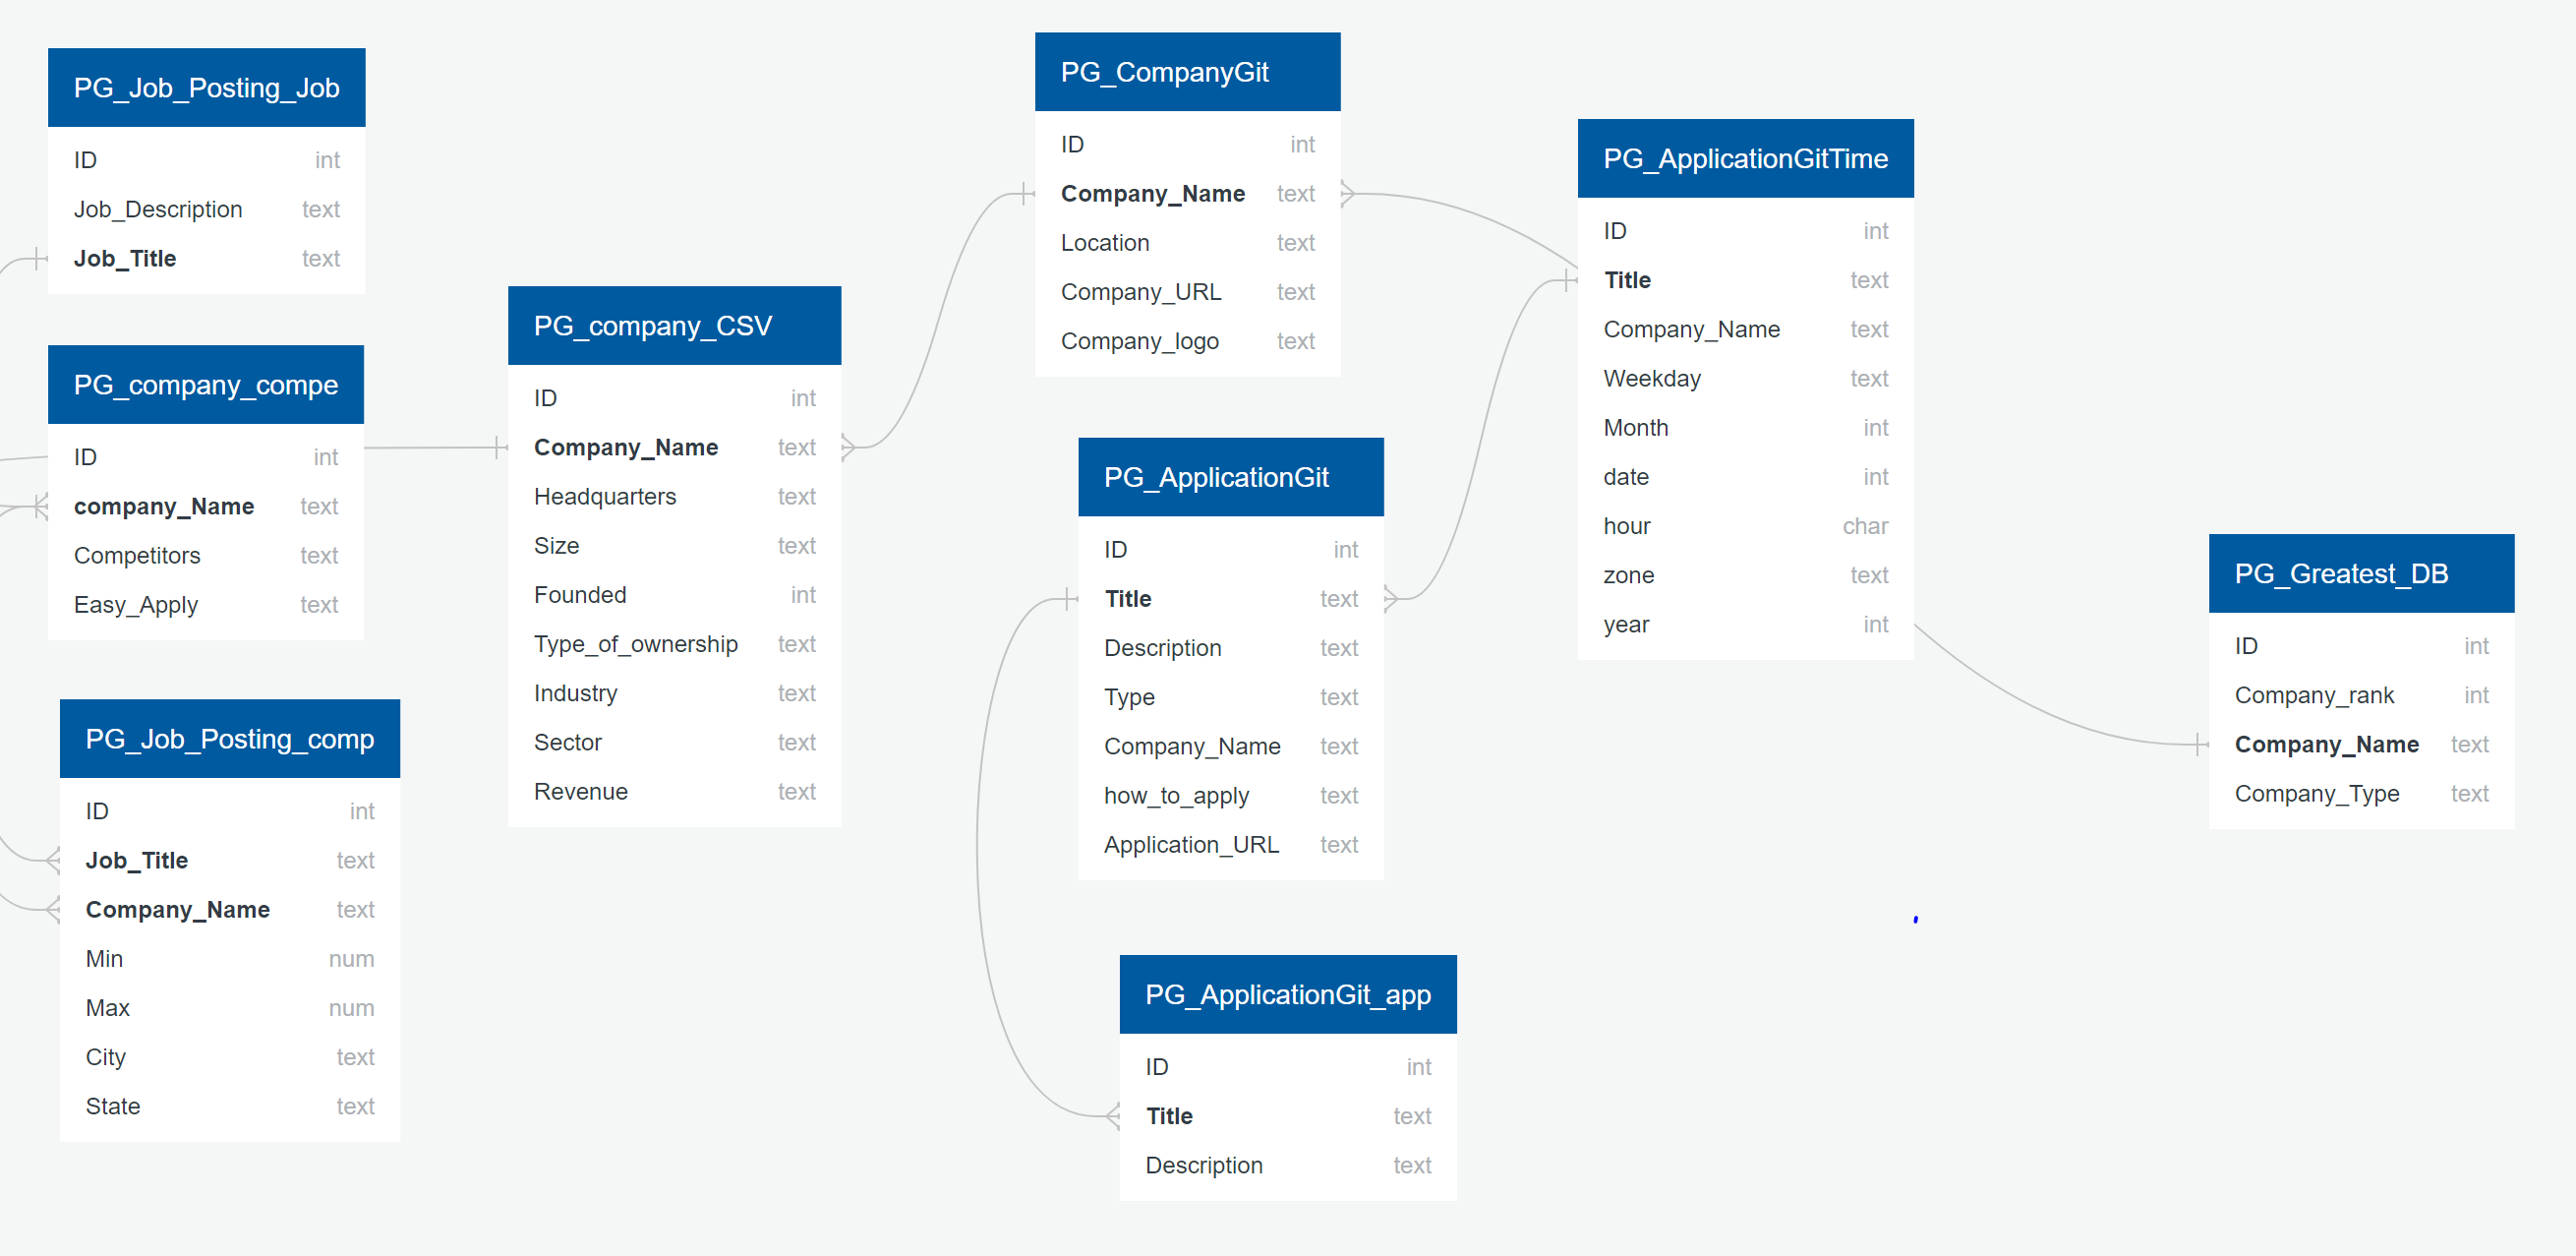 PG_Job_Posting_Job
ID int
Job_Description text
Job_Title text
PG_company_compe
ID int
company_Name text
Competitors text
Easy_Apply text
PG_Job_Posting_comp
ID int
Job_Title text
Company_Name text
Min num
Max num
City text
State text
PG_company_CSV
ID int
Company_Name text
Headquarters text
Size text
Founded int
Type_of_ownership text
Industry text
Sector text
Revenue text
PG_CompanyGit
ID int
Company_Name text
Location text
Company_URL text
Company_logo text
PG_ApplicationGit
ID int
Title text
Description text
Type text
Company_Name text
how_to_apply text
Application_URL text
PG_ApplicationGit_app
ID int
Title text
Description text
PG_ApplicationGitTime
ID int
Title text
Company_Name text
Weekday text
Month int
date int
hour char
zone text
year int
PG_Greatest_DB
ID int
Company_rank int
Company_Name text
Company_Type text